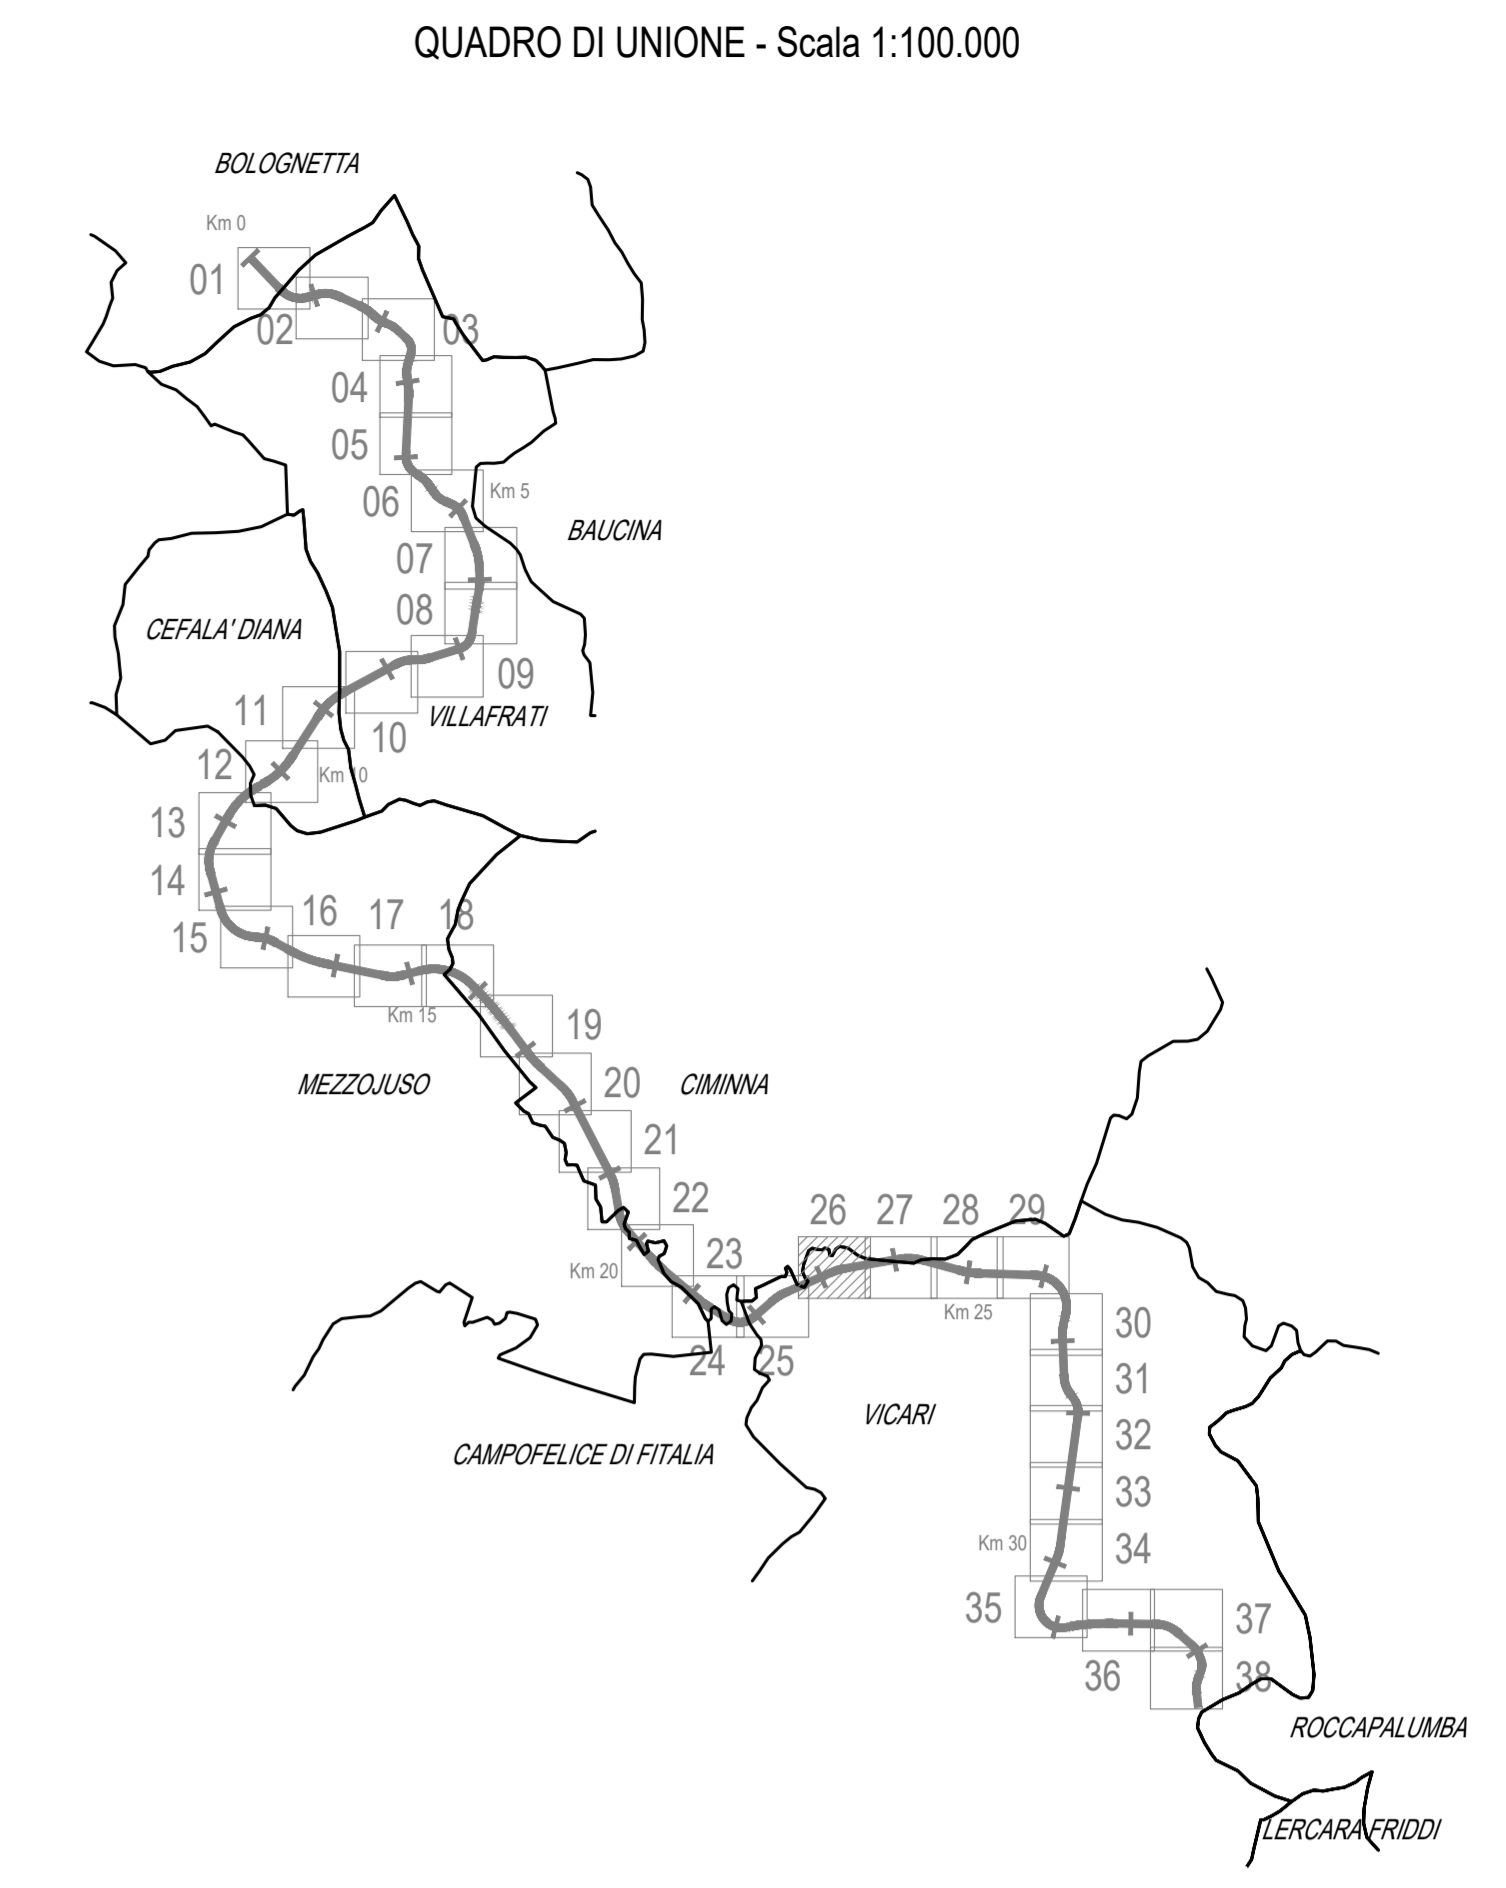 QUADRO DI UNIONE - Scala 1:100.000
BOLOGNETTA
Km 0
01
02
03
04
05
06
Km 5
BAUCINA
07
08
CEFALA' DIANA
09
11
VILLAFRATI
10
12
Km 10
13
14
15
16
17
18
Km 15
19
MEZZOJUSO
20
CIMINNA
21
22
26
27
28
29
23
Km 20
Km 25
30
24
25
31
VICARI
32
CAMPOFELICE DI FITALIA
33
Km 30
34
35
37
36
38
ROCCAPALUMBA
LERCARA FRIDDI